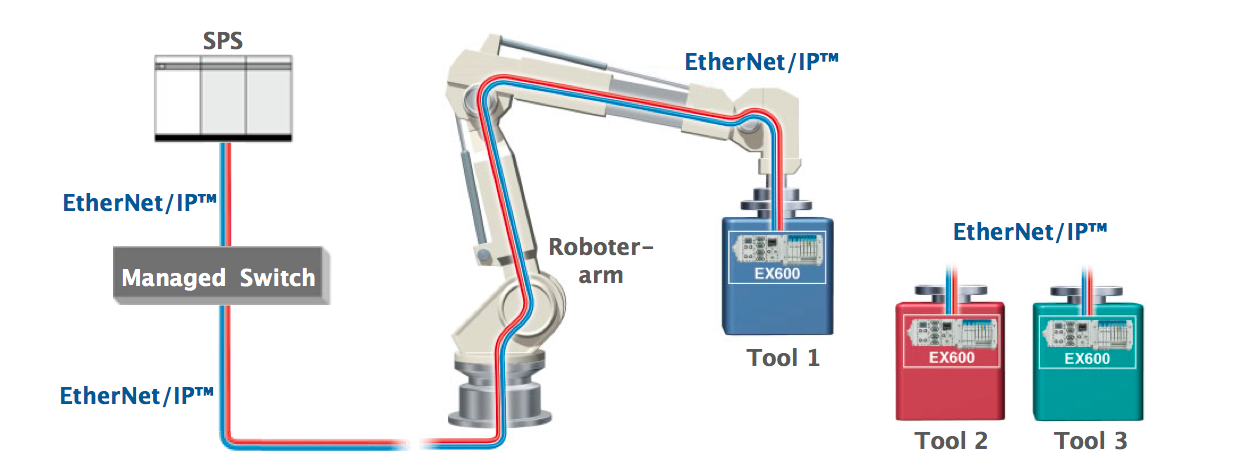 SPS
EtherNet/IP™
EtherNet/IP™
Managed Switch
Roboter-
arm
EX600
Tool 1
EtherNet/IP™
EtherNet/IP™
EX600
EX600
Tool 2
Tool 3